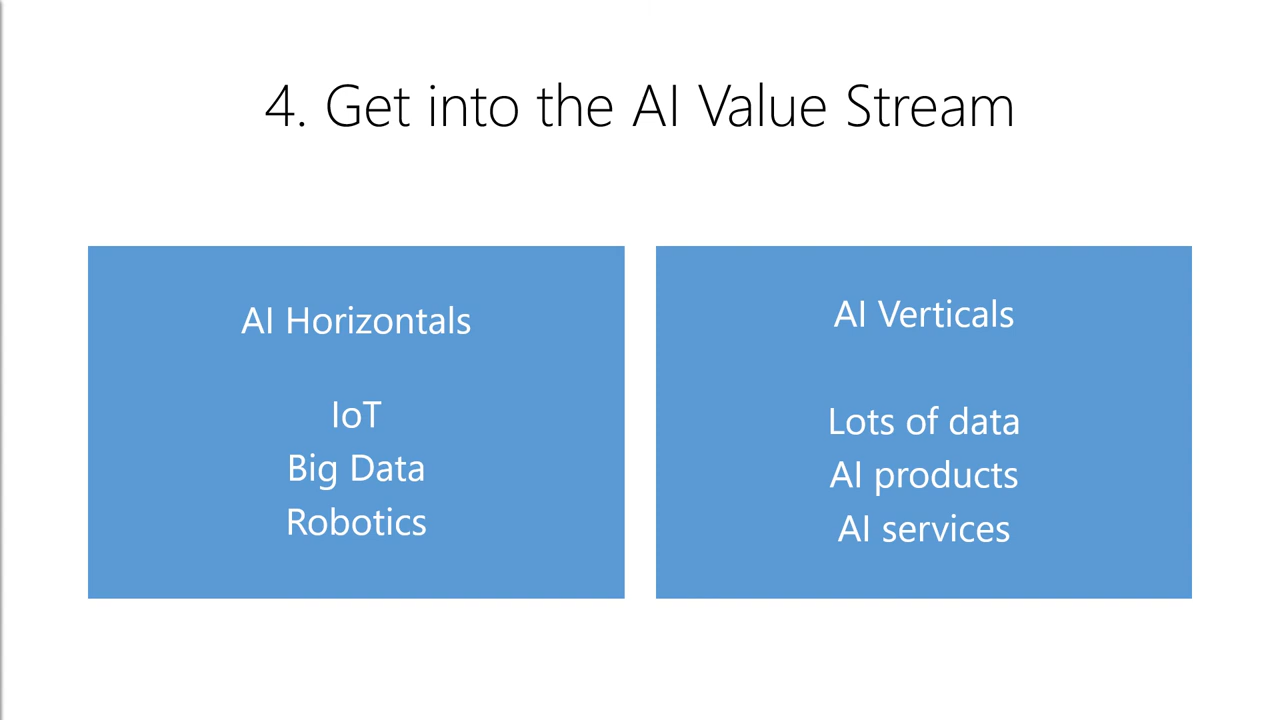 4. Get into the AI Value Stream
AI Horizontals
IoT
Big Data
Robotics
AI Verticals
Lots of data
AI products
AI services